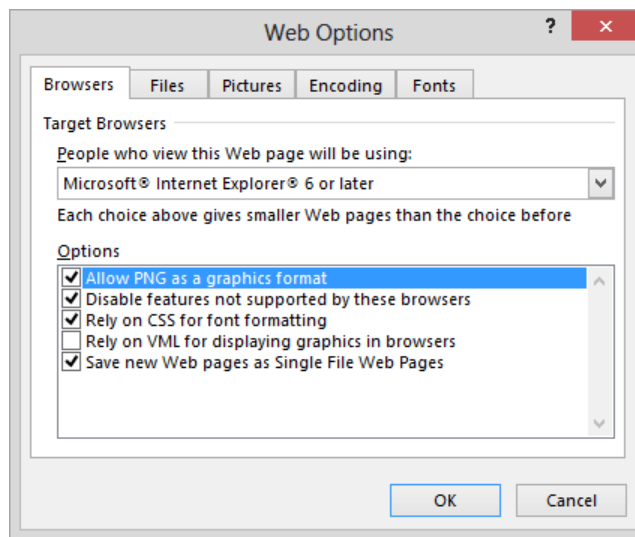 Web Options
?
Browsers Files Pictures Encoding Fonts
Target Browsers
People who view this Web page will be using:
Microsoft® Internet Explorer® 6 or later
Each choice above gives smaller Web pages than the choice before
Options
Allow PNG as a graphics format
Disable features not supported by these browsers
Rely on CSS for font formatting
Rely on VML for displaying graphics in browsers
Save new Web pages as Single File Web Pages
OK Cancel